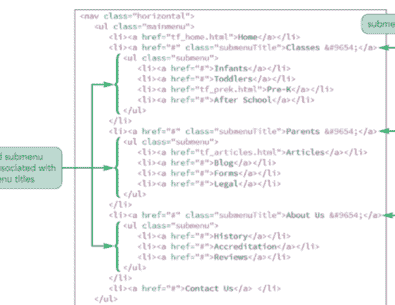 <nav class="horizontal">
<ul class="mainmenu">
<li><a href="tf_home.html">Home</a></li>
<li><a href="#" class="submenuTitle">Classes &#9654;</a>
<ul class="submenu">
<li><a href="#">Infants</a></li>
<li><a href="#">Toddlers</a></li>
<li><a href="tf_prek.html">Pre-K</a></li>
<li><a href="#">After School</a></li>
</ul>
</li>
<li><a href="#" class="submenuTitle">Parents &#9654;</a>
<ul class="submenu">
<li><a href="tf_articles.html">Articles</a></li>
<li><a href="#">Blog</a></li>
<li><a href="#">Forms</a></li>
<li><a href="#">Legal</a></li>
</ul>
</li>
<li><a href="#" class="submenuTitle">About Us &#9654;</a>
<ul class="submenu">
<li><a href="#">History</a></li>
<li><a href="#">Accreditation</a></li>
<li><a href="#">Reviews</a></li>
</ul>
</li>
<li><a href="#">Contact Us</a> </li>
</ul>
submenu
ssociated with
nu titles